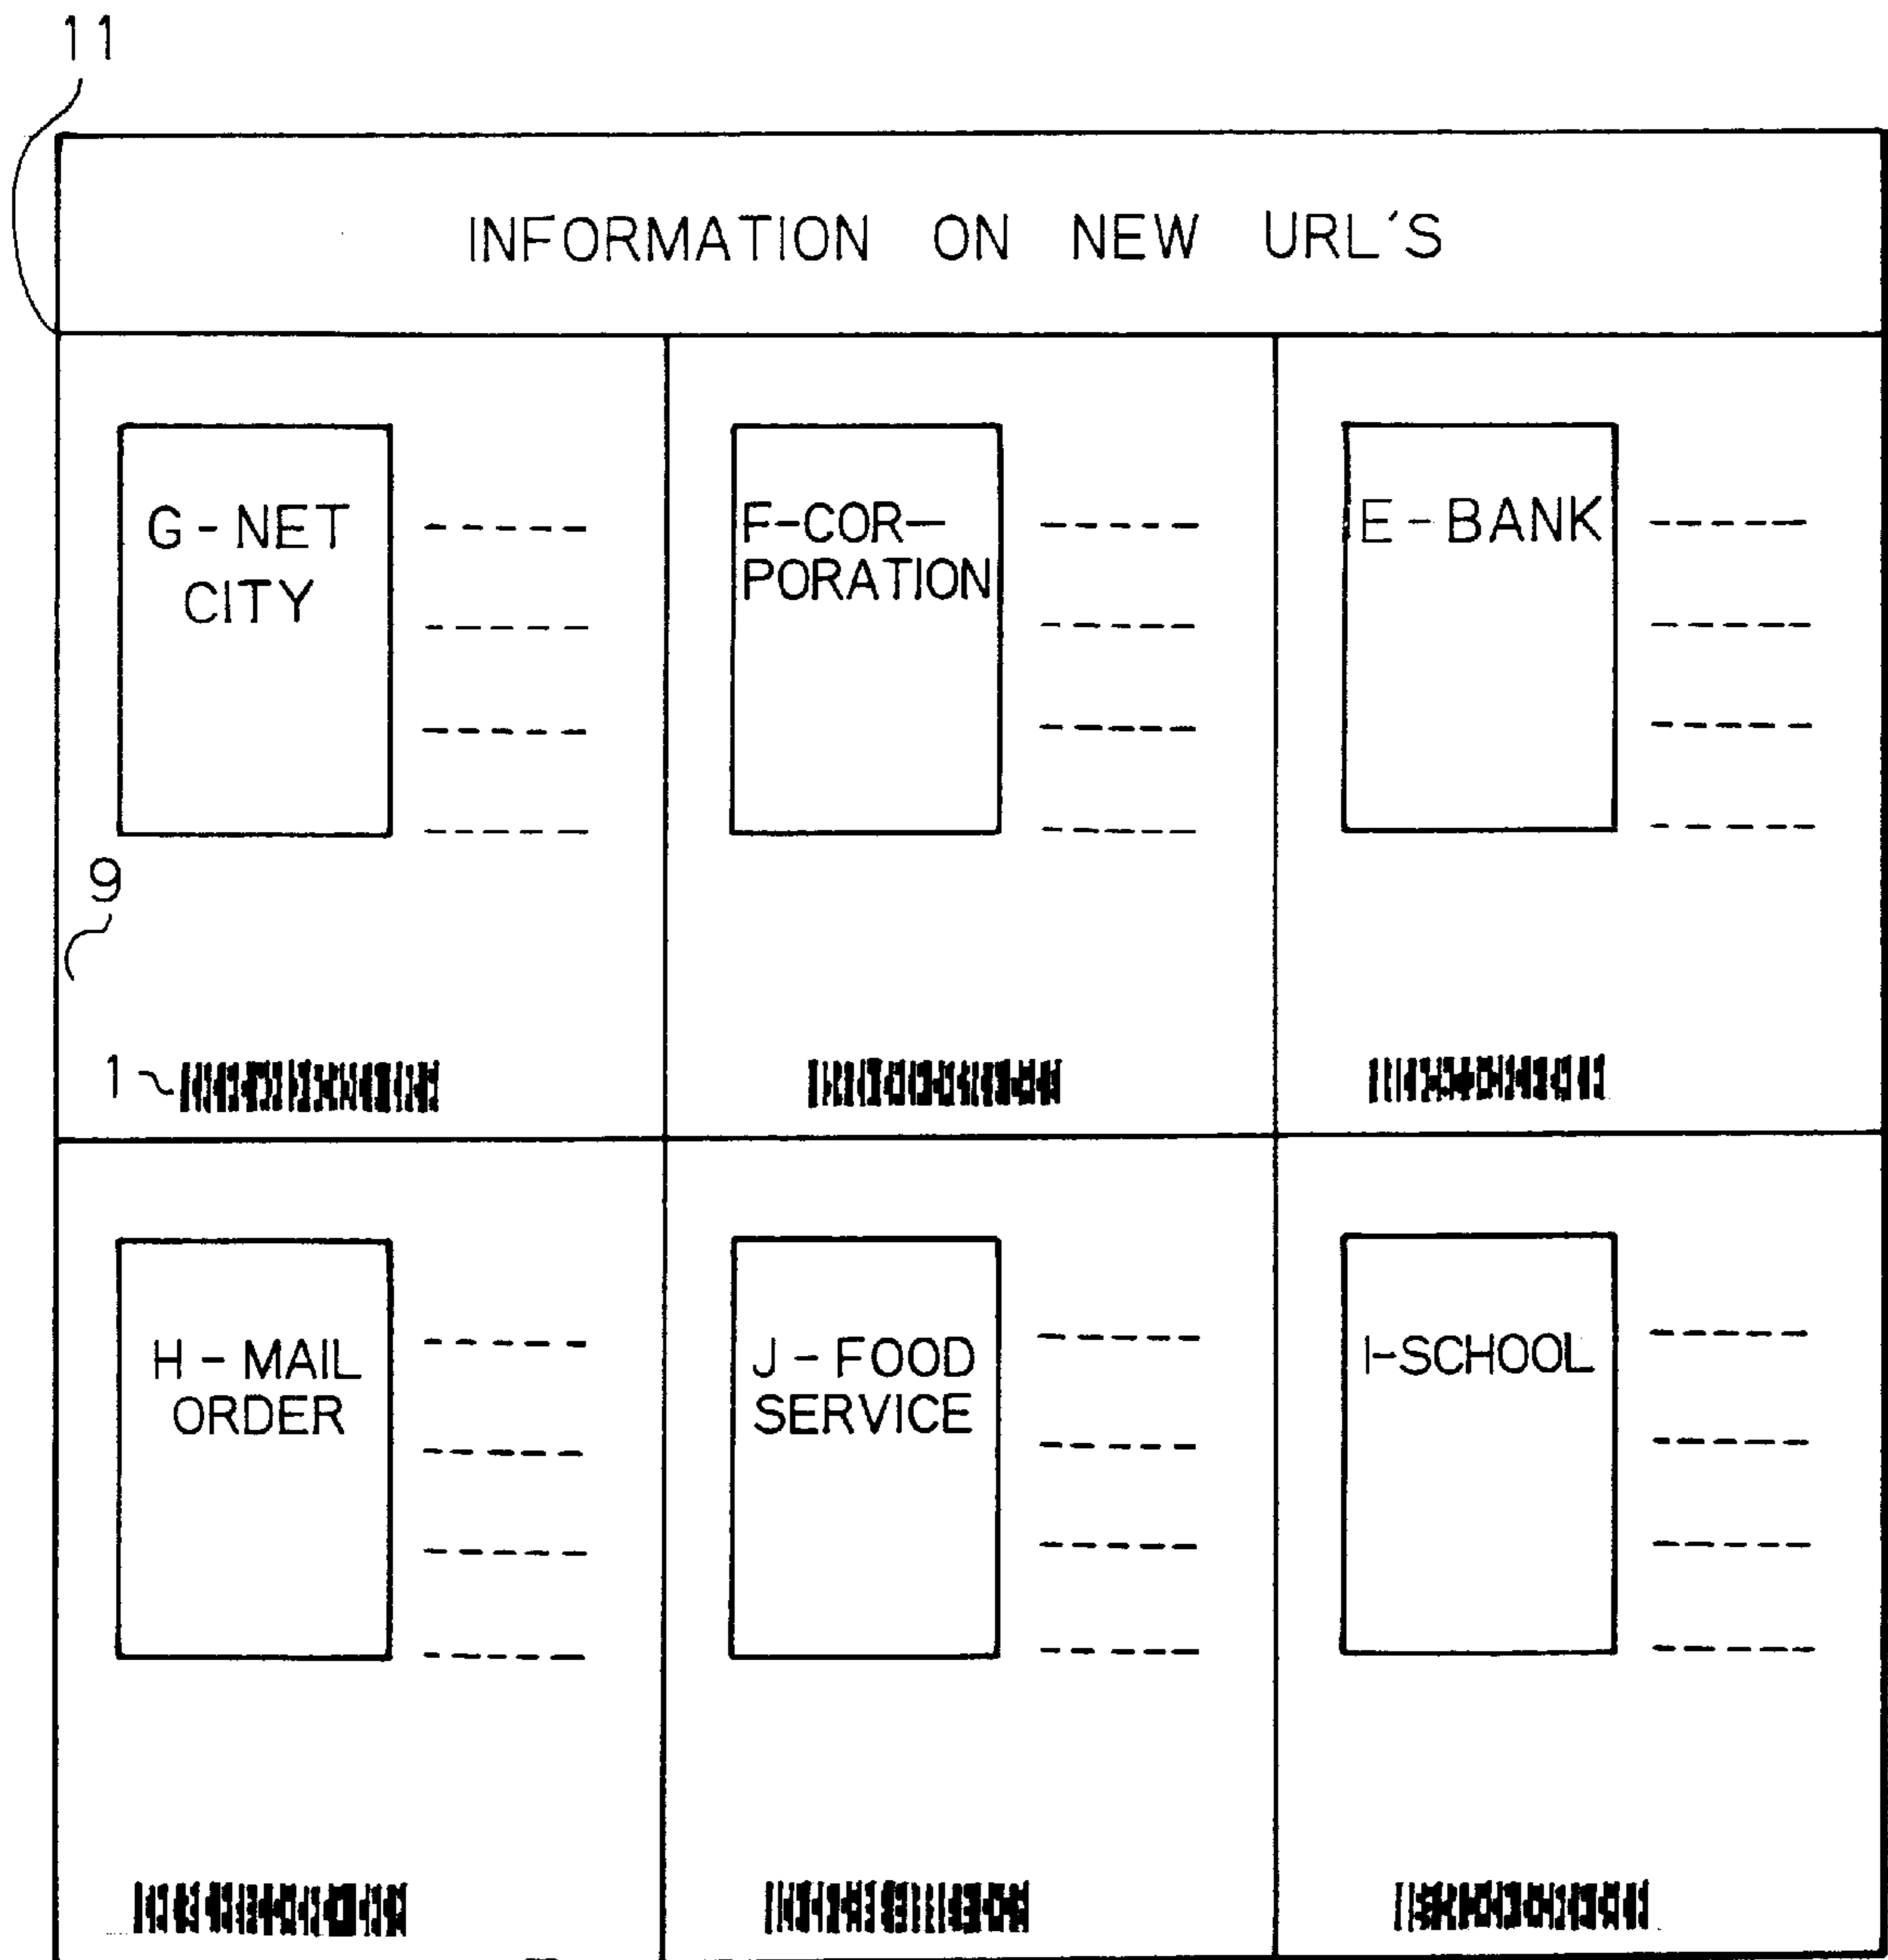 11
INFORMATION ON NEW URL'S
G-NET
CITY
F-COR-
PORATION
E-BANK
9
1
H-MAIL
ORDER
J-FOOD
SERVICE
I-SCHOOL